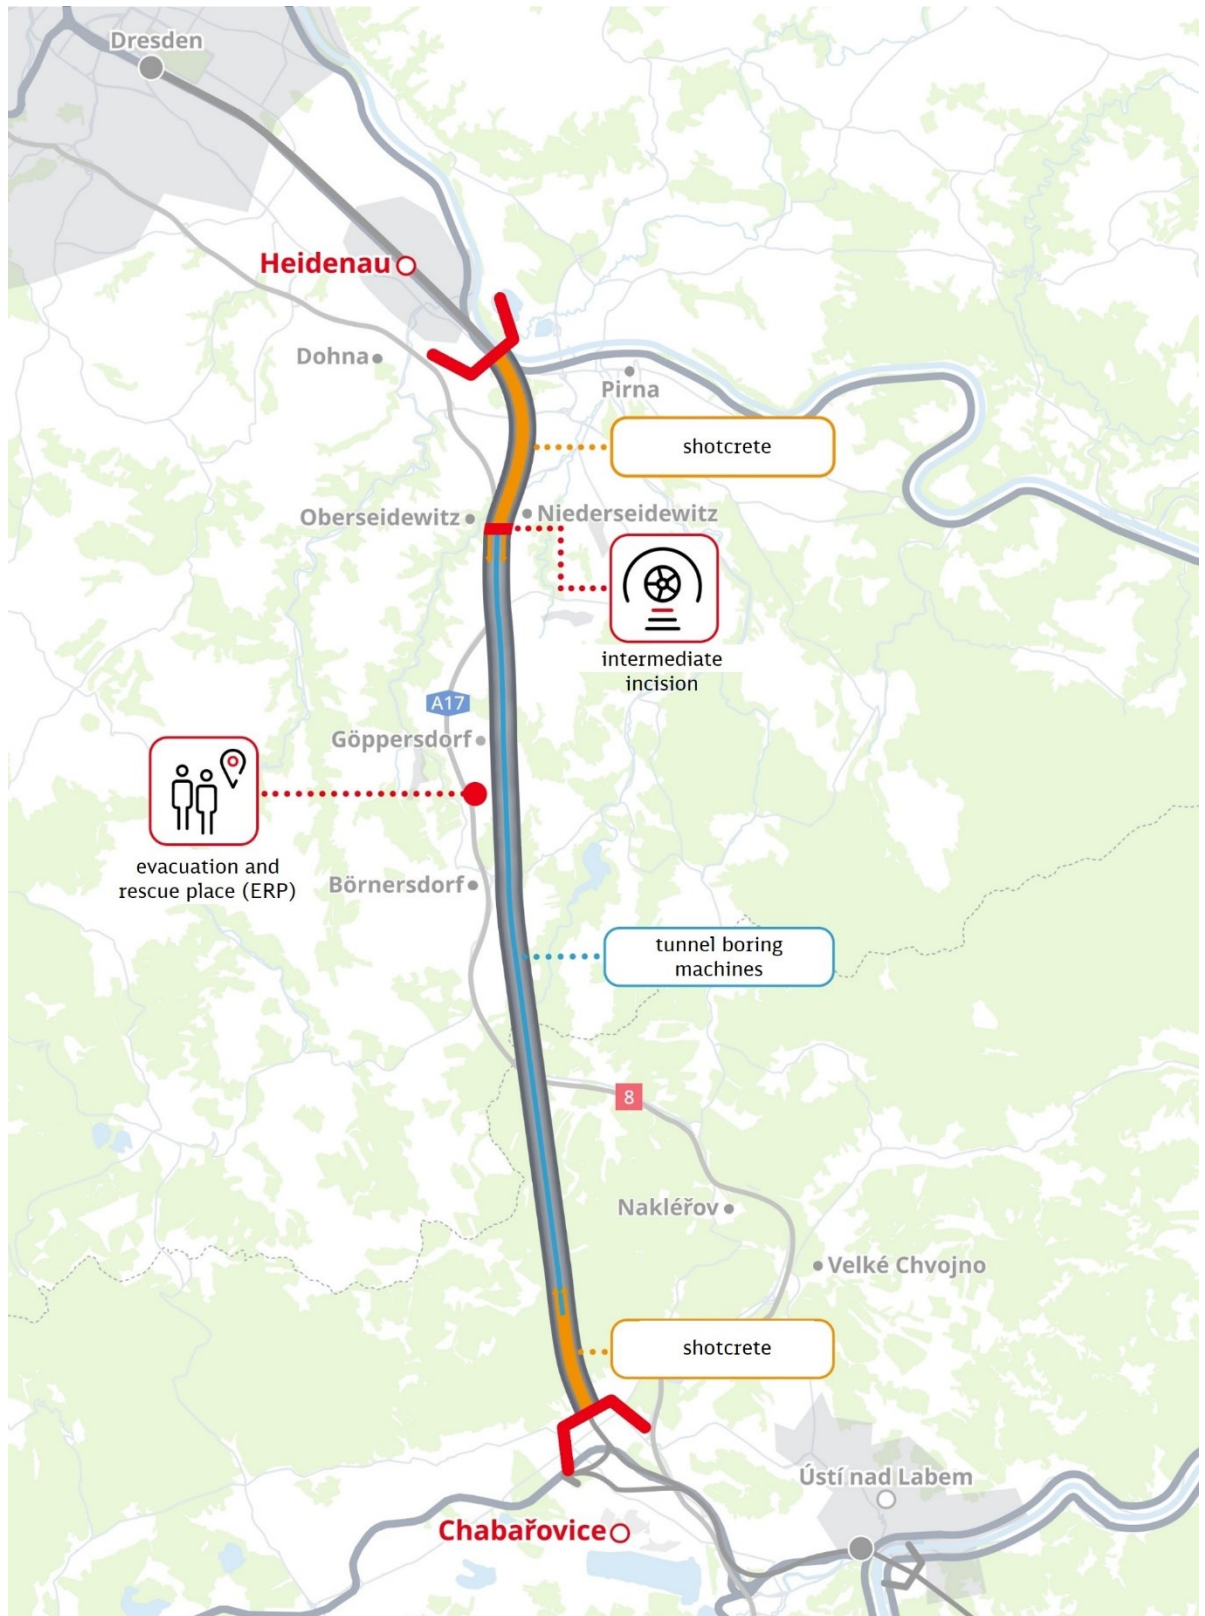 Dresden
Heidenau
Dohna
Pirna
shotcrete
Oberseidewitz
Niederseidewitz
intermediate
incision
A17
Göppersdorf
evacuation and
rescue place (ERP)
Börnersdorf
tunnel boring
machines
8
Nakléřov
Velké Chvojno
shotcrete
Ústí nad Labem
Chabařovice